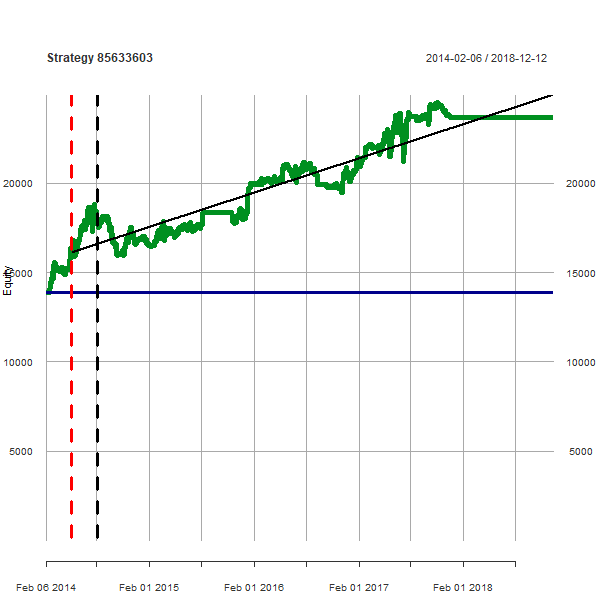 Strategy 85633603
2014-02-06 / 2018-12-12
20000
20000
15000
15000
Equity
10000
10000
5000
5000
Feb 06 2014
Feb 01 2015
Feb 01 2016
Feb 01 2017
Feb 01 2018